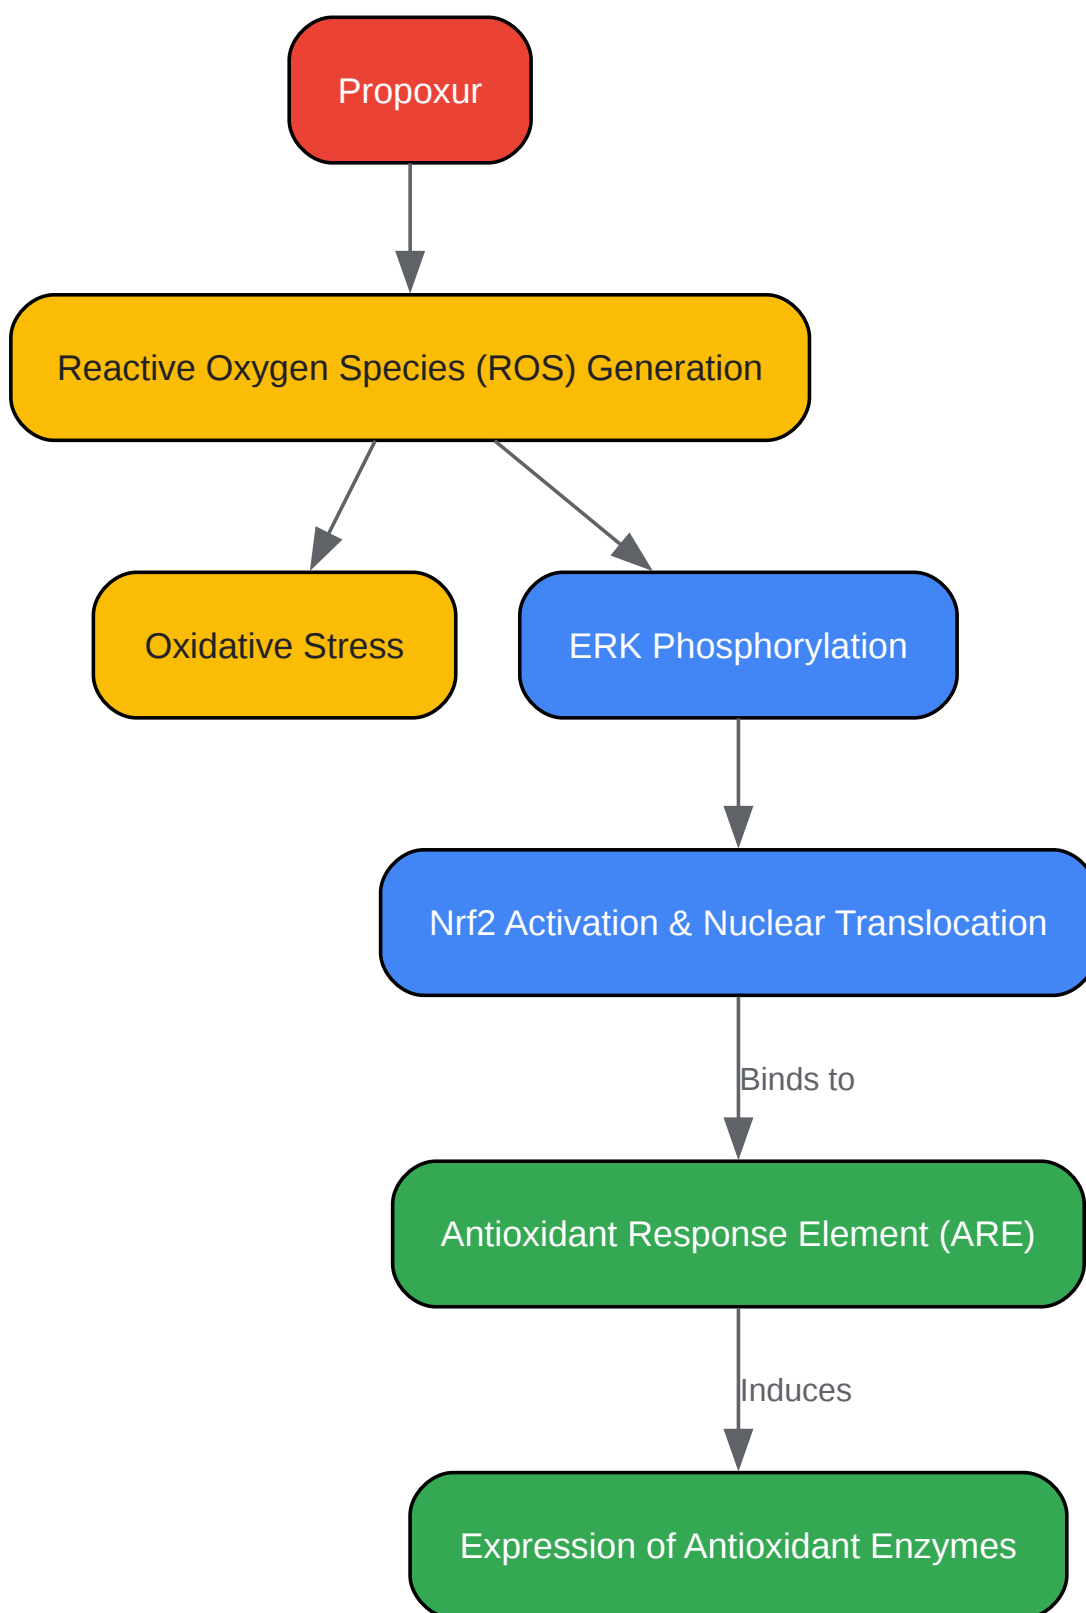 Propoxur
Reactive Oxygen Species (ROS) Generation
Oxidative Stress
ERK Phosphorylation
Nrf2 Activation & Nuclear Translocation
Binds to
Antioxidant Response Element (ARE)
Induces
Expression of Antioxidant Enzymes